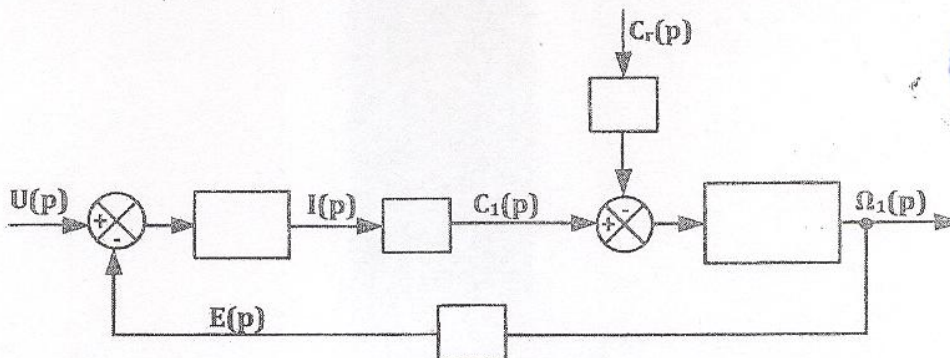 Cᵣ(p)
U(p)
+
-
I(p)
C₁(p)
+
-
Ω₁(p)
E(p)